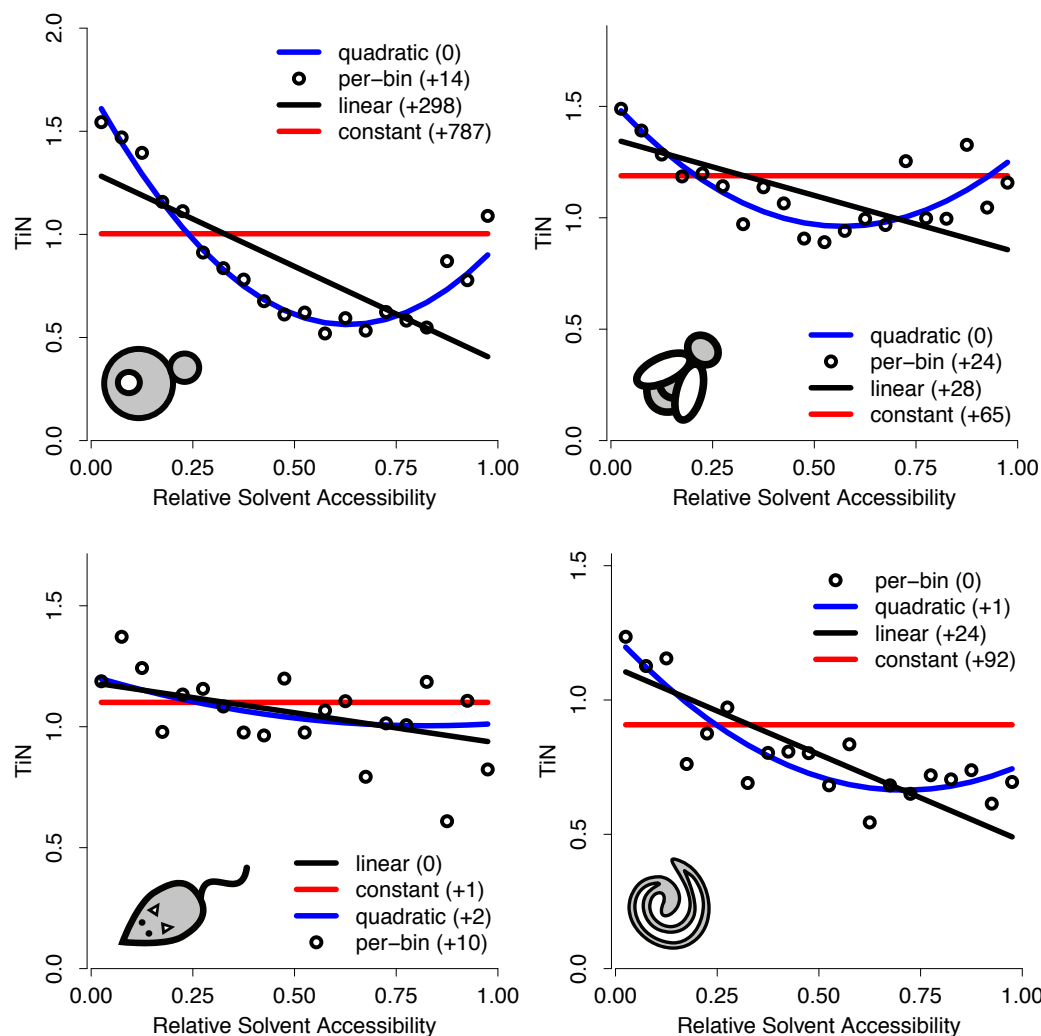 2.0
1.5
1.0
0.5
0.0
TiN
quadratic (0)
per-bin (+14)
linear (+298)
constant (+787)
0.00 0.25 0.50 0.75 1.00
Relative Solvent Accessibility
1.5
1.0
0.5
0.0
TiN
quadratic (0)
per-bin (+24)
linear (+28)
constant (+65)
0.00 0.25 0.50 0.75 1.00
Relative Solvent Accessibility
1.5
1.0
0.5
0.0
TiN
linear (0)
constant (+1)
quadratic (+2)
per-bin (+10)
0.00 0.25 0.50 0.75 1.00
Relative Solvent Accessibility
1.5
1.0
0.5
0.0
TiN
per-bin (0)
quadratic (+1)
linear (+24)
constant (+92)
0.00 0.25 0.50 0.75 1.00
Relative Solvent Accessibility